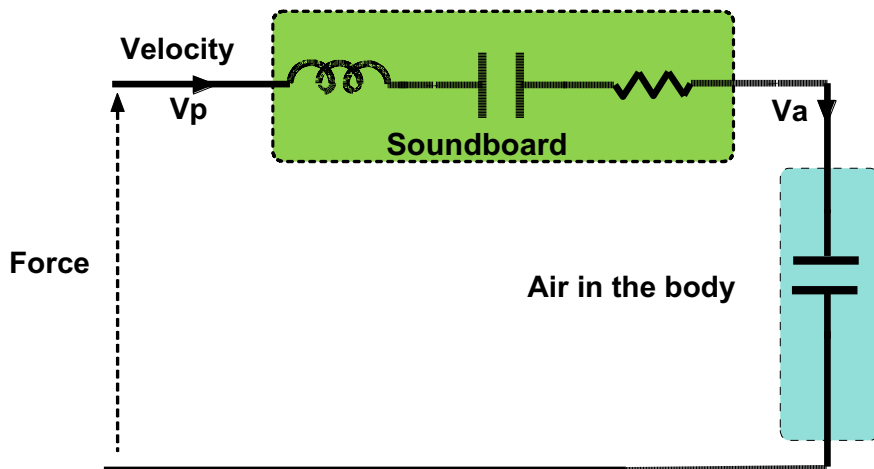 Velocity
Vp
Soundboard
Va
Force
Air in the body